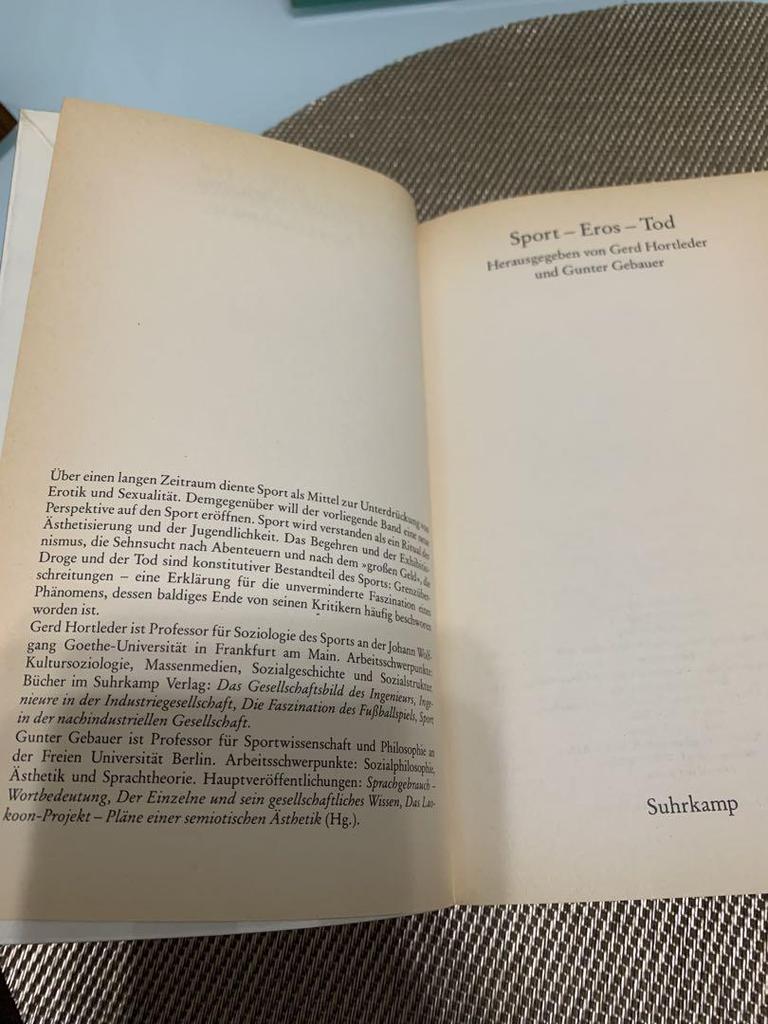 Über einen langen Zeitraum diente Sport als Mittel zur Unterdrückung von
Erotik und Sexualität. Demgegenüber will der vorliegende Band eine neue
Perspektive auf den Sport eröffnen. Sport wird verstanden als ein Ritual der
Ästhetisierung und der Jugendlichkeit. Das Begehren und der Exhibitio-
nismus, die Sehnsucht nach Abenteuern und nach dem »großen Geld«, die
Droge und der Tod sind konstitutiver Bestandteil des Sports: Grenzüber-
schreitungen – eine Erklärung für die unverminderte Faszination eines
Phänomens, dessen baldiges Ende von seinen Kritikern häufig beschworen
worden ist.
Gerd Hortleder ist Professor für Soziologie des Sports an der Johann Wolf-
gang Goethe-Universität in Frankfurt am Main. Arbeitsschwerpunkte:
Kultursoziologie, Massenmedien, Sozialgeschichte und Sozialstruktur.
Bücher im Suhrkamp Verlag: Das Gesellschaftsbild des Ingenieurs, Inge-
nieure in der Industriegesellschaft, Die Faszination des Fußballspiels, Sport
in der nachindustriellen Gesellschaft.
Gunter Gebauer ist Professor für Sportwissenschaft und Philosophie an
der Freien Universität Berlin. Arbeitsschwerpunkte: Sozialphilosophie,
Ästhetik und Sprachtheorie. Hauptveröffentlichungen: Sprachgebrauch –
Wortbedeutung, Der Einzelne und sein gesellschaftliches Wissen, Das Lao-
koon-Projekt – Pläne einer semiotischen Ästhetik (Hg.).
Sport – Eros – Tod
Herausgegeben von Gerd Hortleder
und Gunter Gebauer
Suhrkamp